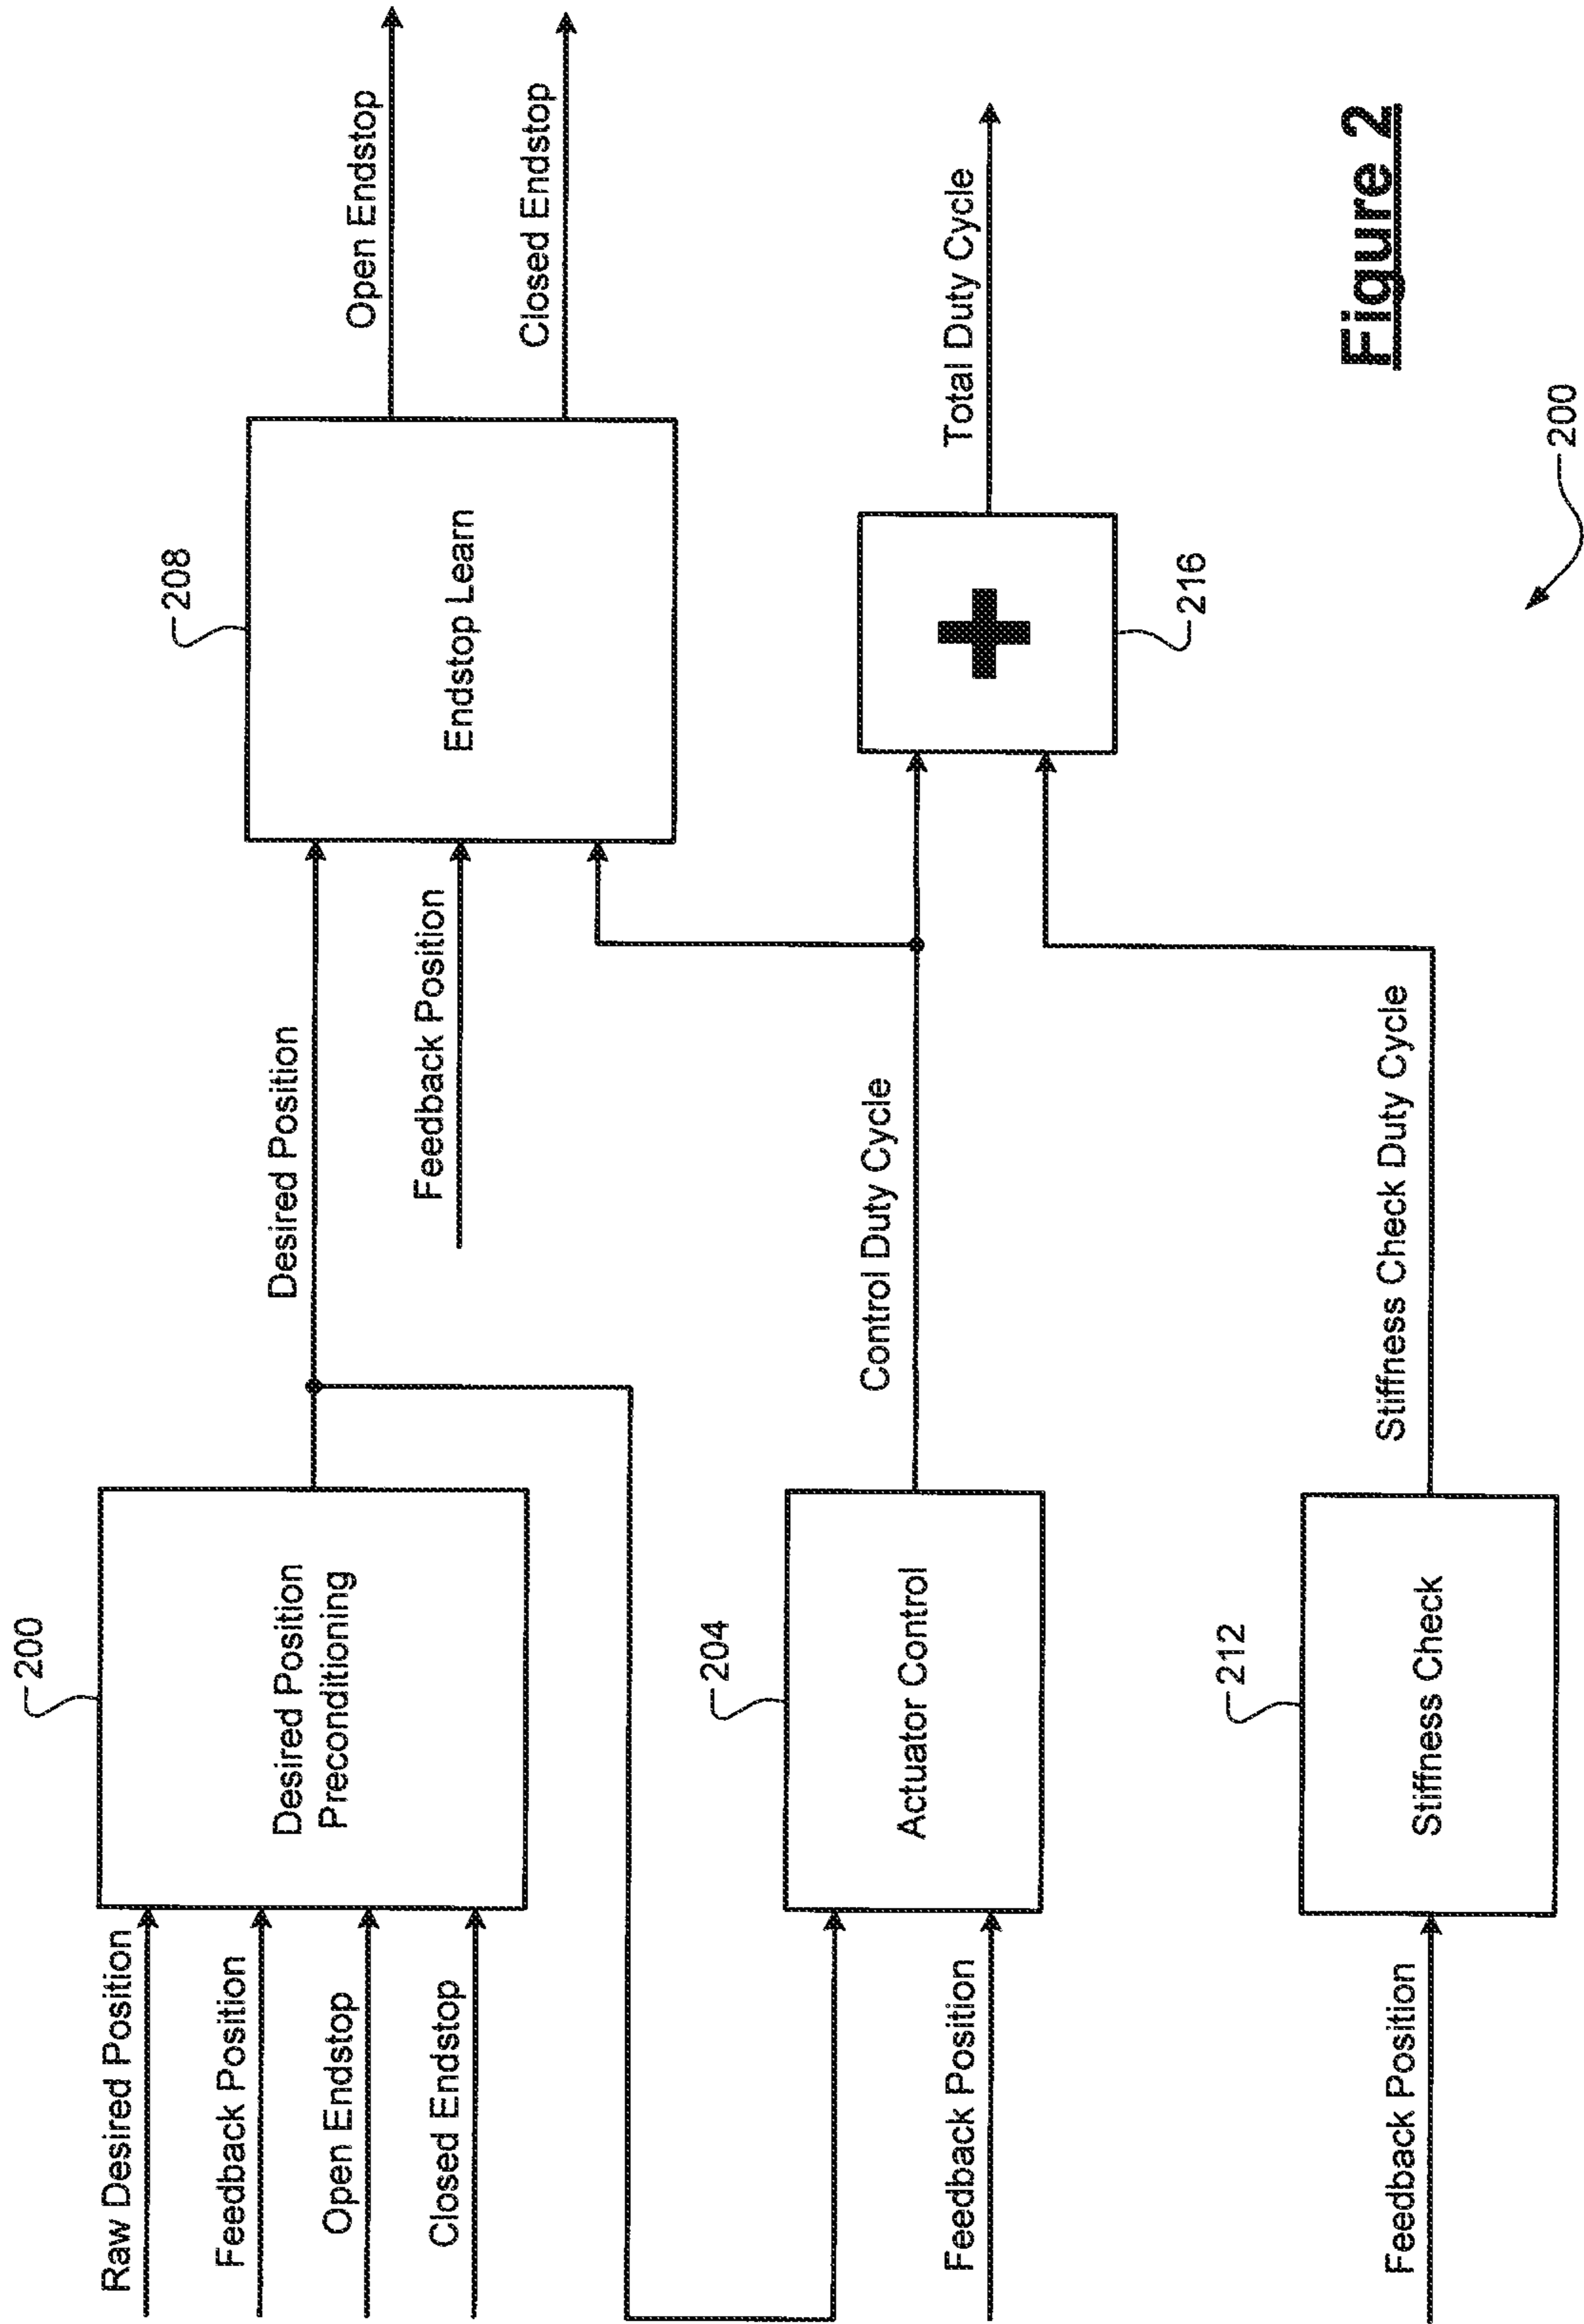 200
Raw Desired Position
Feedback Position
Open Endstop
Closed Endstop
Desired Position
Preconditioning
Desired Position
Feedback Position
208
Endstop Learn
Open Endstop
Closed Endstop
204
Feedback Position
Actuator Control
Control Duty Cycle
+
216
Total Duty Cycle
212
Feedback Position
Stiffness Check
Stiffness Check Duty Cycle
200
Figure 2